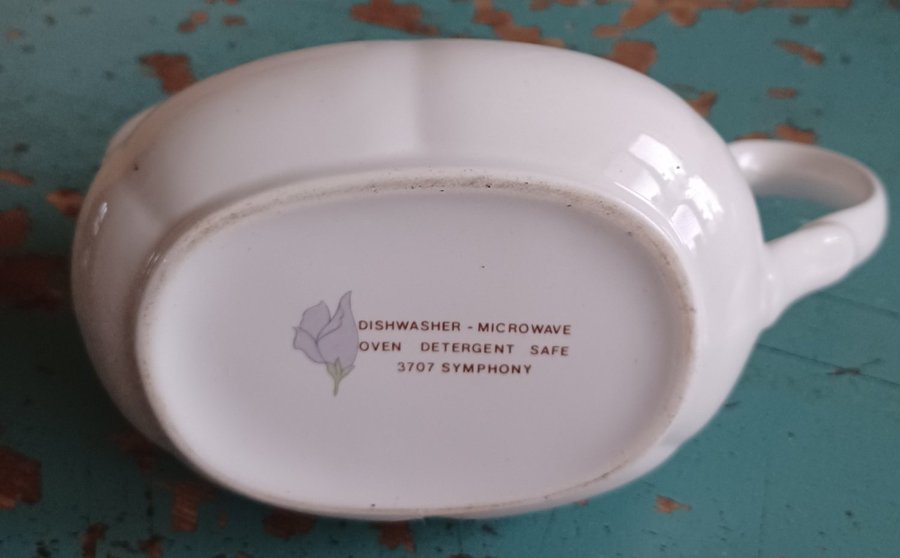 DISHWASHER - MICROWAVE
OVEN DETERGENT SAFE
3707 SYMPHONY